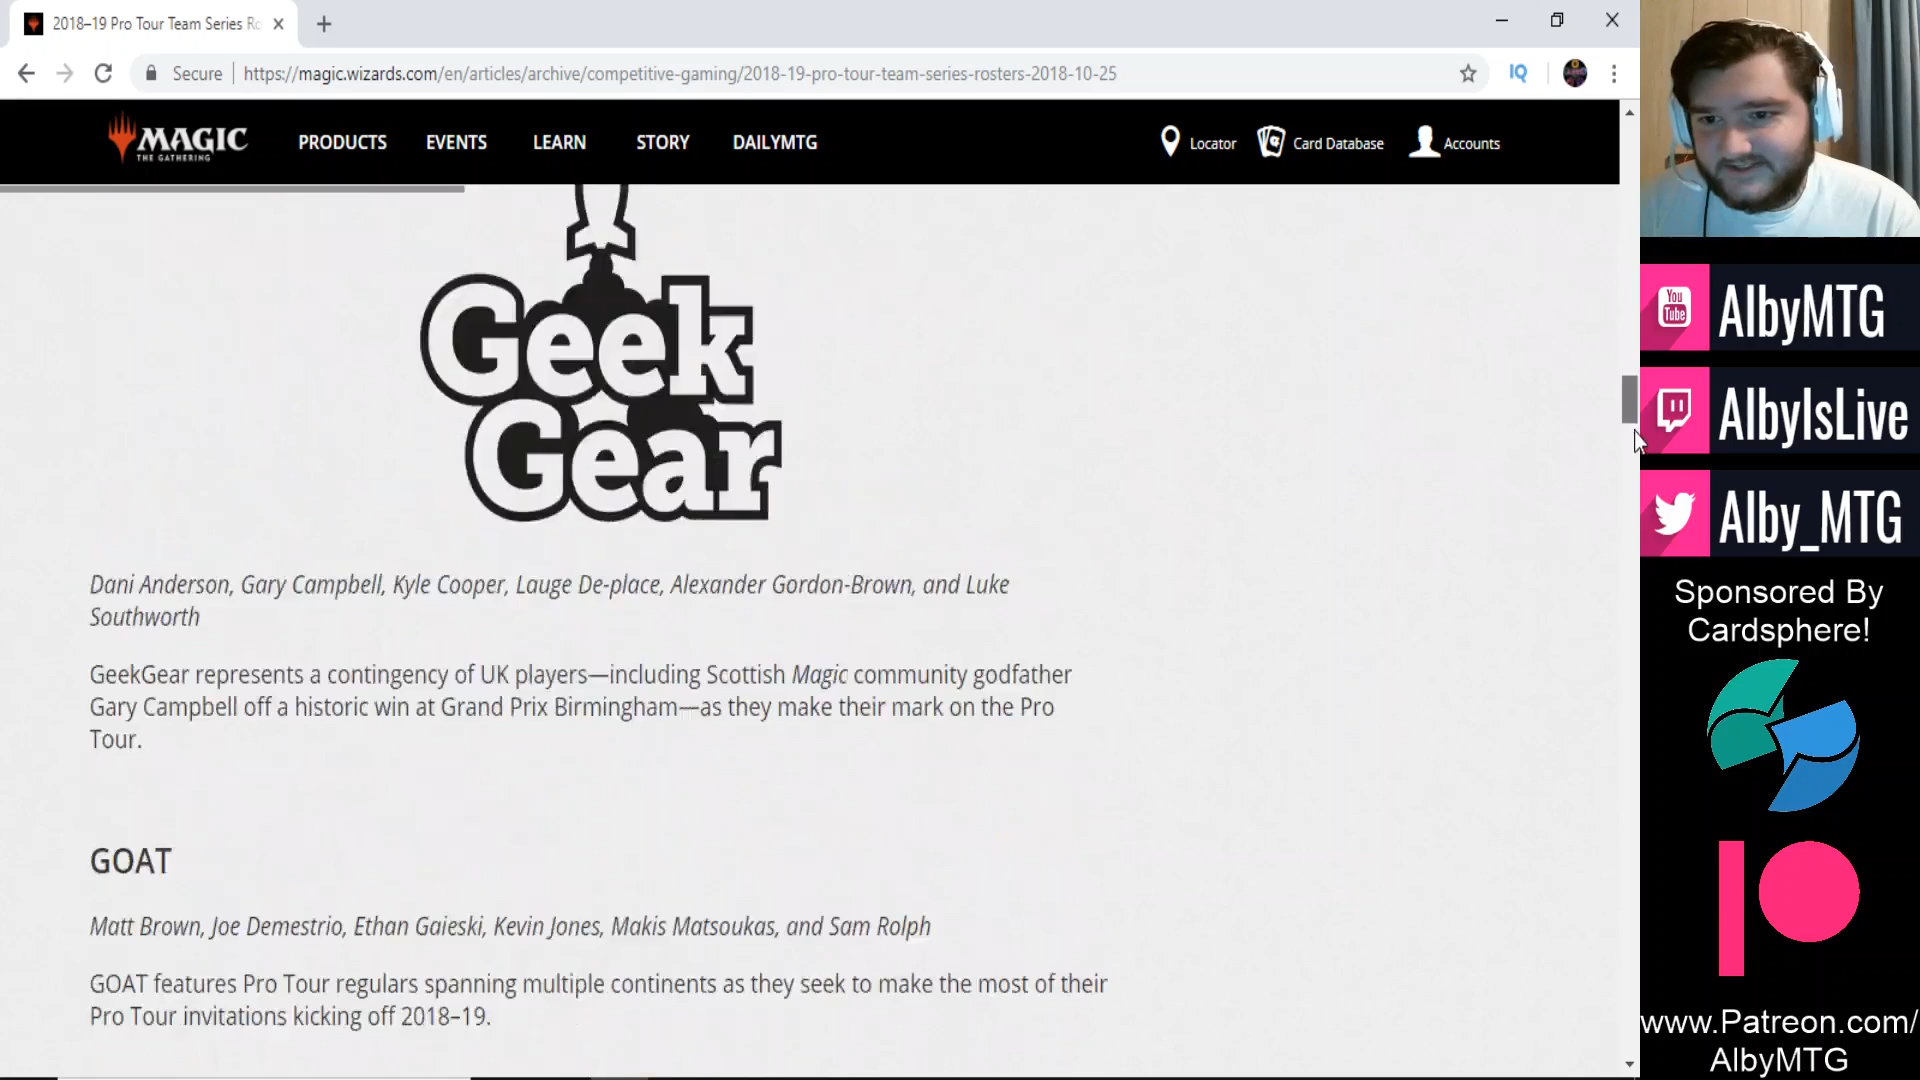 2018–19 Pro Tour Team Series Ro
Secure
https://magic.wizards.com/en/articles/archive/competitive-gaming/2018-19-pro-tour-team-series-rosters-2018-10-25
IQ
MAGIC
THE GATHERING
PRODUCTS
EVENTS
LEARN
STORY
DAILYMTG
Locator
Card Database
Accounts
Geek
Gear
Dani Anderson, Gary Campbell, Kyle Cooper, Lauge De-place, Alexander Gordon-Brown, and Luke
Southworth
GeekGear represents a contingency of UK players—including Scottish Magic community godfather
Gary Campbell off a historic win at Grand Prix Birmingham—as they make their mark on the Pro
Tour.
GOAT
Matt Brown, Joe Demestrio, Ethan Gaieski, Kevin Jones, Makis Matsoukas, and Sam Rolph
GOAT features Pro Tour regulars spanning multiple continents as they seek to make the most of their
Pro Tour invitations kicking off 2018–19.
You
Tube
AlbyMTG
AlbyIsLive
Alby_MTG
Sponsored By
Cardsphere!
www.Patreon.com/
AlbyMTG